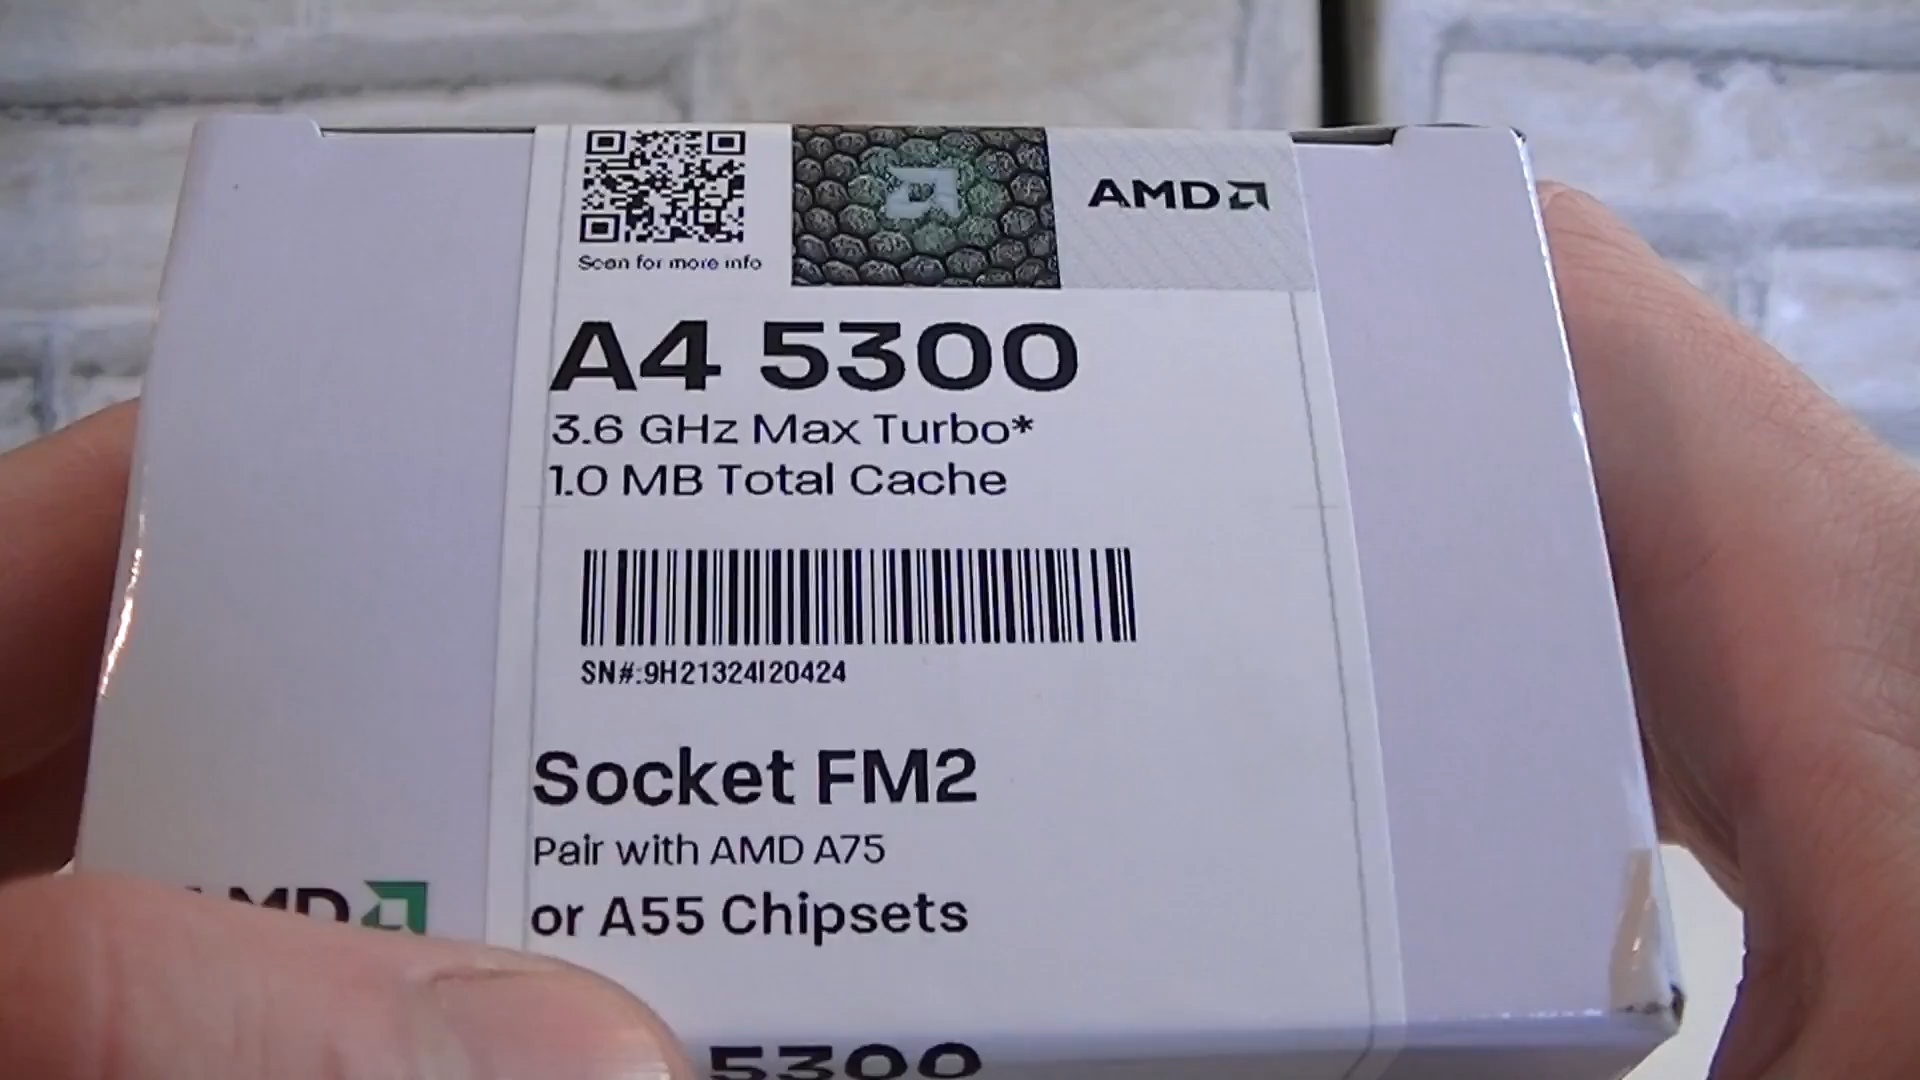 Scan for more info
AMD
A4 5300
3.6 GHz Max Turbo*
1.0 MB Total Cache
SN#:9H21324I20424
Socket FM2
Pair with AMD A75
or A55 Chipsets
AMD
5300